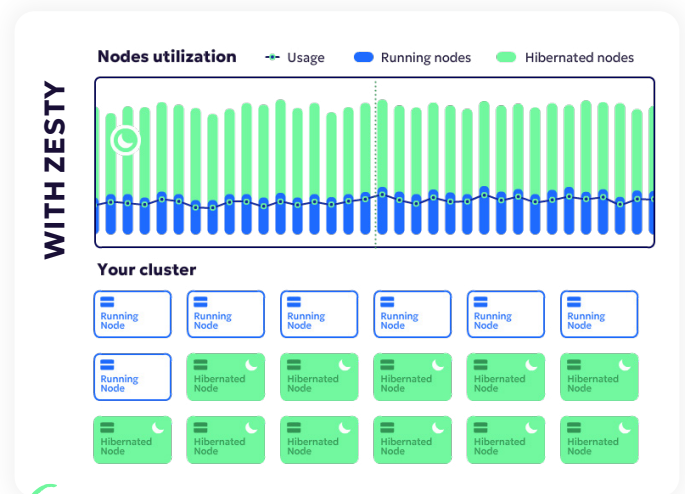 WITH ZESTY
Nodes utilization
Usage
Running nodes
Hibernated nodes
Your cluster
Running
Node
Running
Node
Running
Node
Running
Node
Running
Node
Running
Node
Running
Node
Hibernated
Node
Hibernated
Node
Hibernated
Node
Hibernated
Node
Hibernated
Node
Hibernated
Node
Hibernated
Node
Hibernated
Node
Hibernated
Node
Hibernated
Node
Hibernated
Node